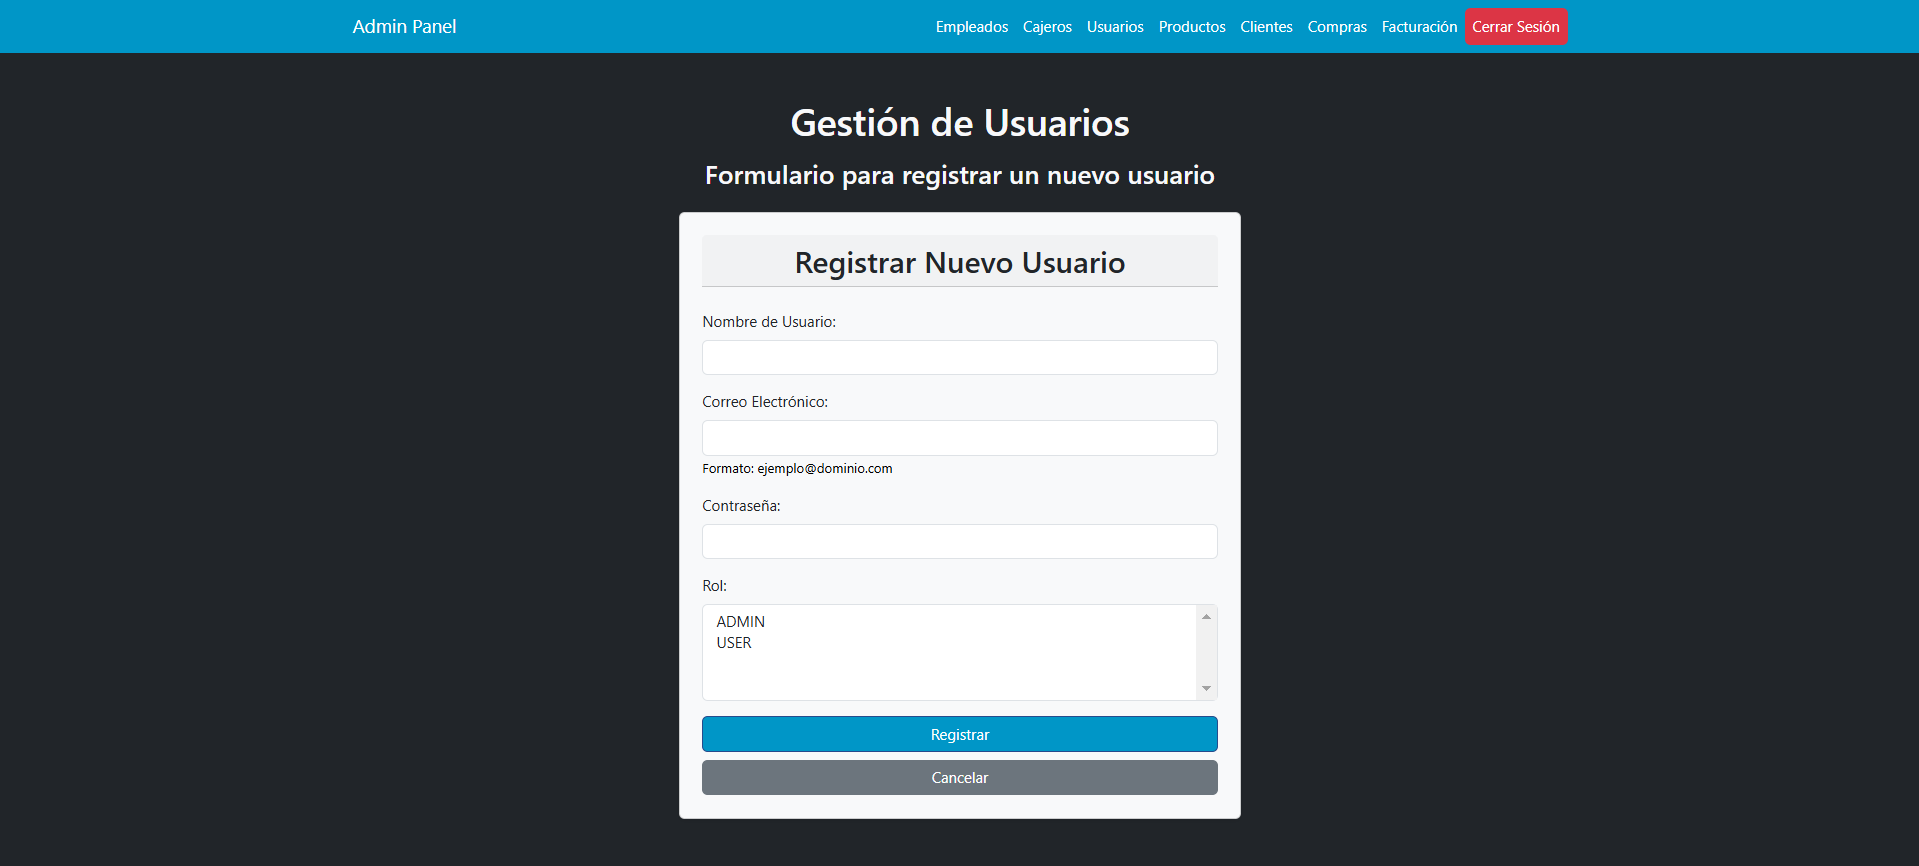 Admin Panel Empleados Cajeros Usuarios Productos Clientes Compras Facturación Cerrar Sesión
Gestión de Usuarios
Formulario para registrar un nuevo usuario
Registrar Nuevo Usuario
Nombre de Usuario:
Correo Electrónico:
Formato: ejemplo@dominio.com
Contraseña:
Rol:
ADMIN
USER
Registrar
Cancelar